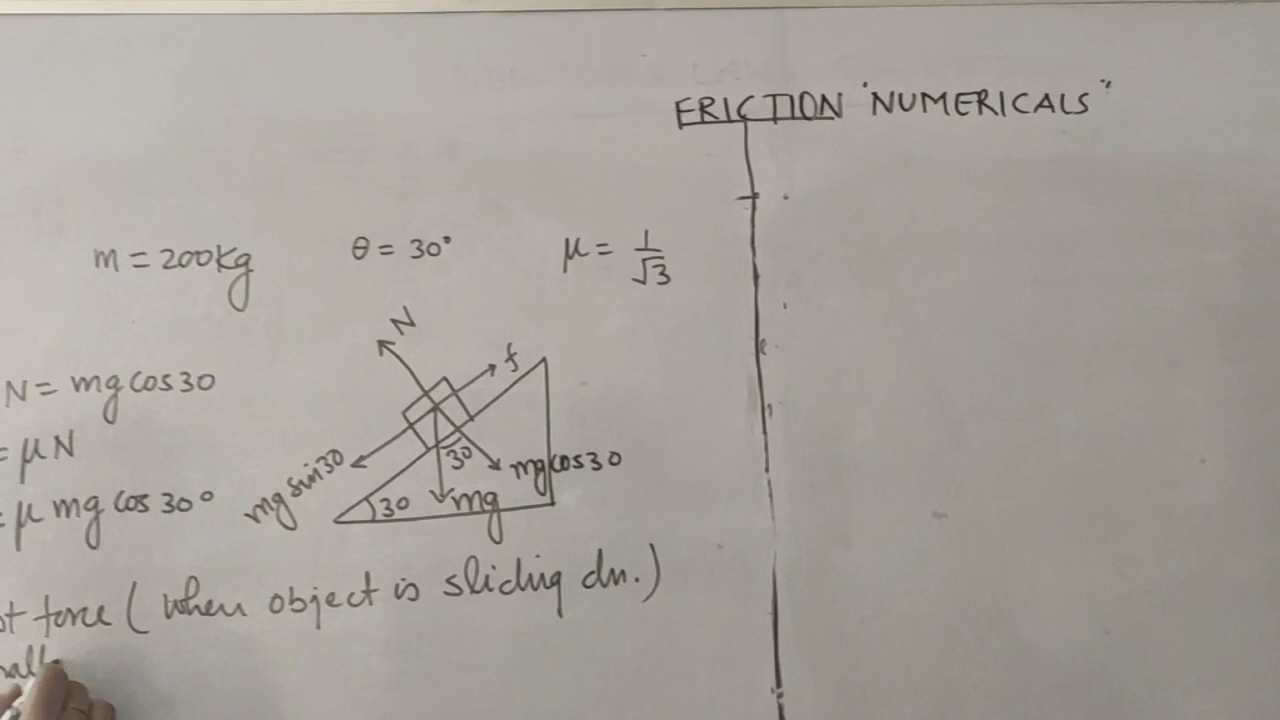 FRICTION "NUMERICALS"
m = 200kg θ = 30° μ = 1/√3
N
f
N = mg cos30
= μN
= μ mg cos 30°
mg sin30
30
mg cos30
30
mg
force (when object is sliding dn.)